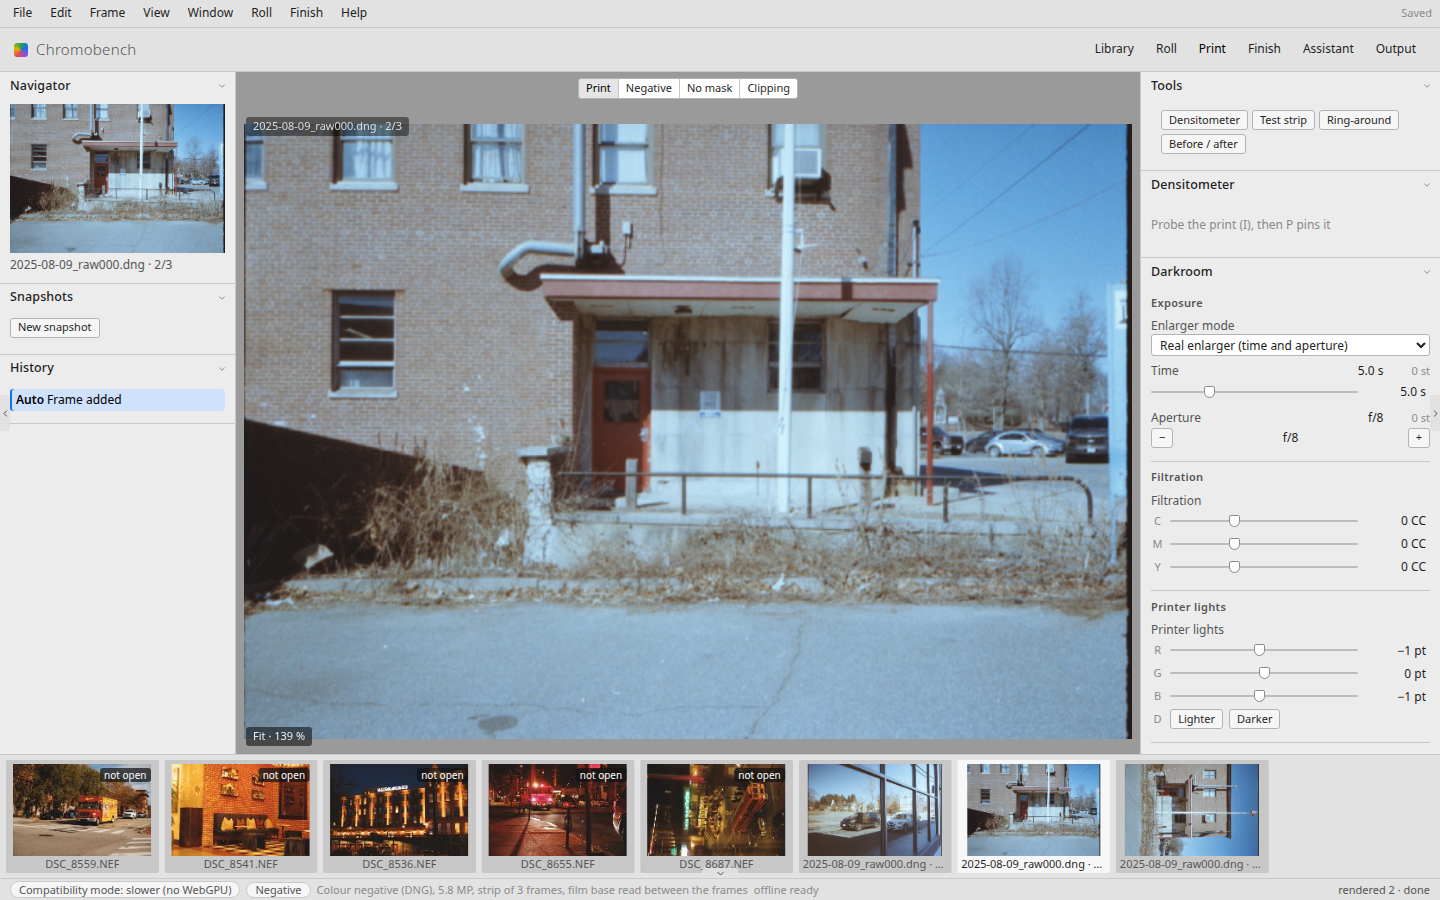 File Edit Frame View Window Roll Finish Help Saved
Chromobench Library Roll Print Finish Assistant Output
Navigator
2025-08-09_raw000.dng · 2/3
Snapshots
New snapshot
History
Auto Frame added
Print Negative No mask Clipping
2025-08-09_raw000.dng · 2/3
Fit · 139 %
Tools
Densitometer Test strip Ring-around
Before / after
Densitometer
Probe the print (I), then P pins it
Darkroom
Exposure
Enlarger mode
Real enlarger (time and aperture)
Time 5.0 s 0 st
5.0 s
Aperture f/8 0 st
− f/8 +
Filtration
Filtration
C 0 CC
M 0 CC
Y 0 CC
Printer lights
Printer lights
R −1 pt
G 0 pt
B −1 pt
D Lighter Darker
not open not open not open not open not open
DSC_8559.NEF DSC_8541.NEF DSC_8536.NEF DSC_8655.NEF DSC_8687.NEF 2025-08-09_raw000.dng · ... 2025-08-09_raw000.dng · ... 2025-08-09_raw000.dng · ...
Compatibility mode: slower (no WebGPU) Negative Colour negative (DNG), 5.8 MP, strip of 3 frames, film base read between the frames offline ready rendered 2 · done